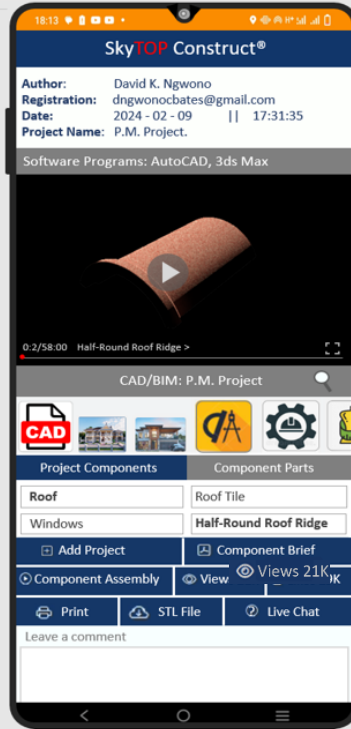 18:13
SkyTOP Construct®
Author: David K. Ngwono
Registration: dngwonocbates@gmail.com
Date: 2024 - 02 - 09 || 17:31:35
Project Name: P.M. Project.
Software Programs: AutoCAD, 3ds Max
0:2/58:00 Half-Round Roof Ridge >
CAD/BIM: P.M. Project
CAD
Project Components Component Parts
Roof Roof Tile
Windows Half-Round Roof Ridge
Add Project Component Brief
Component Assembly View Views 21K
Print STL File Live Chat
Leave a comment